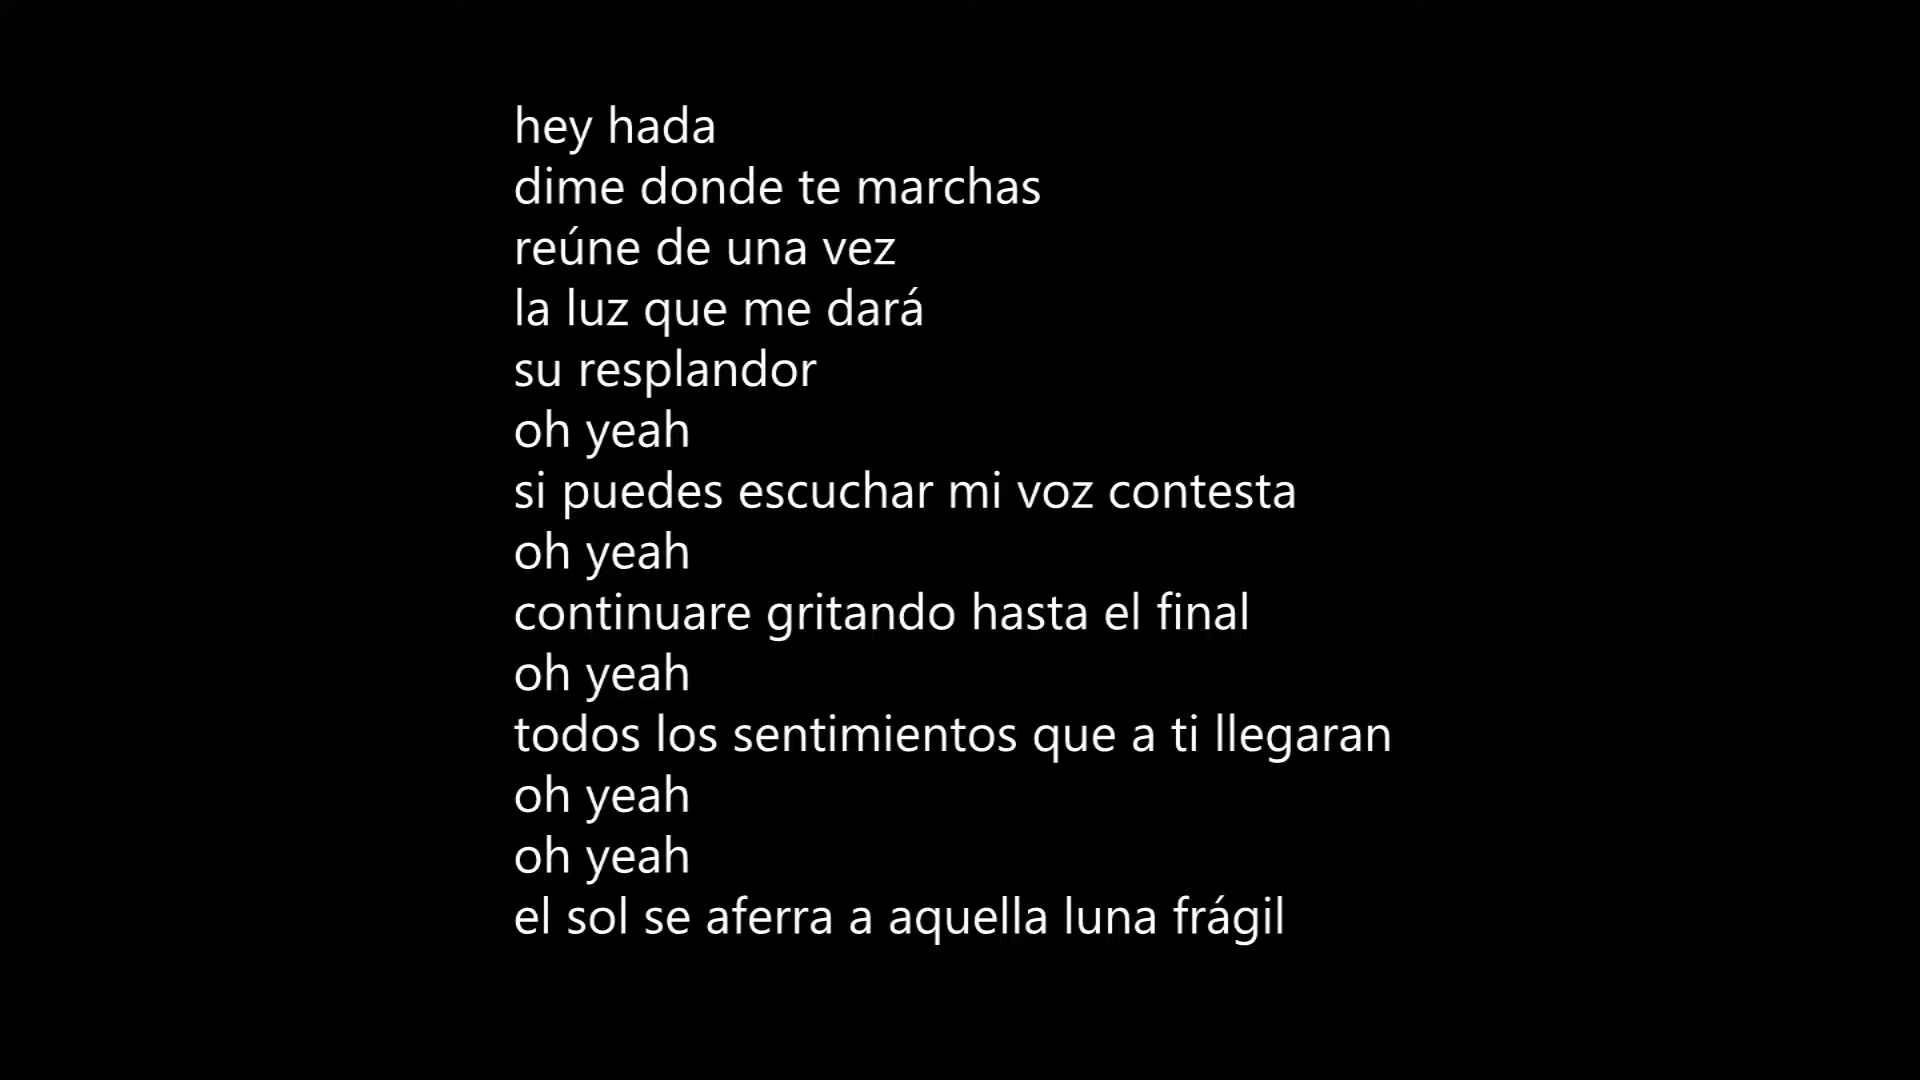 hey hada
dime donde te marchas
reúne de una vez
la luz que me dará
su resplandor
oh yeah
si puedes escuchar mi voz contesta
oh yeah
continuare gritando hasta el final
oh yeah
todos los sentimientos que a ti llegaran
oh yeah
oh yeah
el sol se aferra a aquella luna frágil